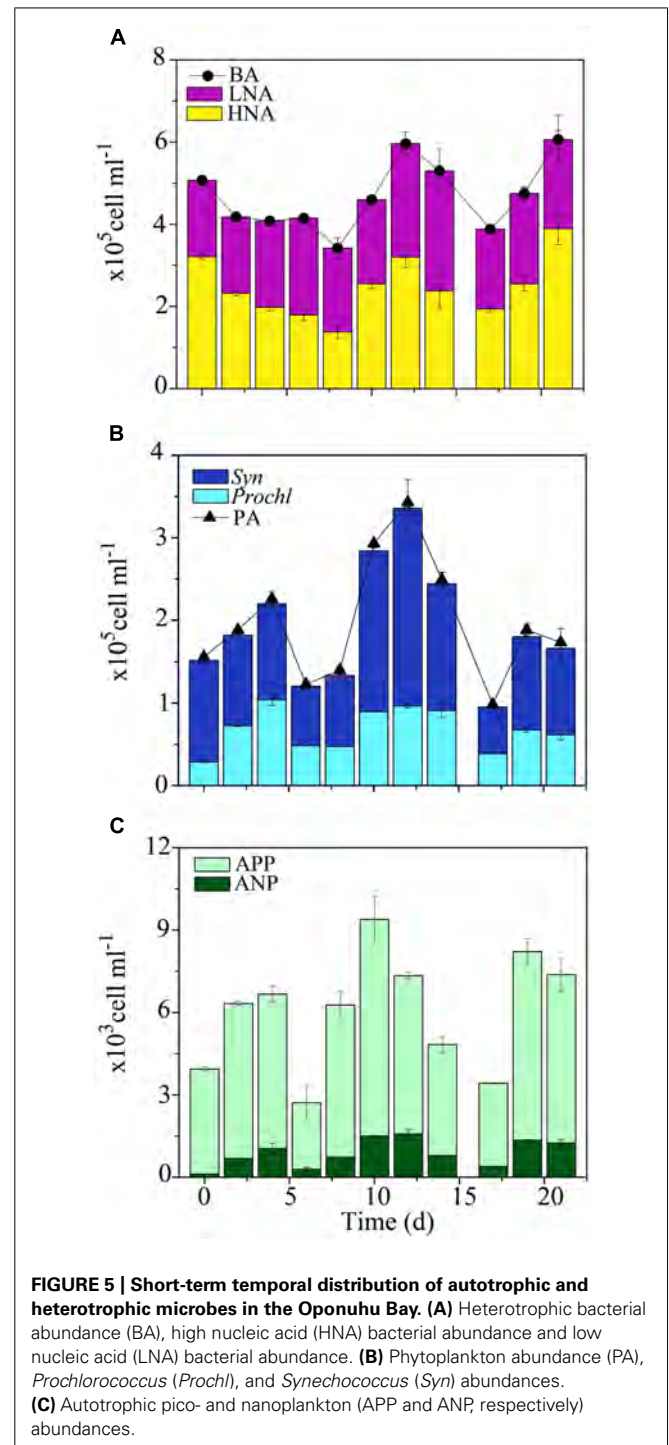 A
8
6
4
2
0
x10⁵cell ml⁻¹
BA
LNA
HNA
B
4
3
2
1
0
x10⁵cell ml⁻¹
Syn
Prochl
PA
C
12
9
6
3
0
x10³cell ml⁻¹
APP
ANP
0 5 10 15 20
Time (d)
FIGURE 5 | Short-term temporal distribution of autotrophic and
heterotrophic microbes in the Oponuhu Bay. (A) Heterotrophic bacterial
abundance (BA), high nucleic acid (HNA) bacterial abundance and low
nucleic acid (LNA) bacterial abundance. (B) Phytoplankton abundance (PA),
Prochlorococcus (Prochl), and Synechococcus (Syn) abundances.
(C) Autotrophic pico- and nanoplankton (APP and ANP, respectively)
abundances.